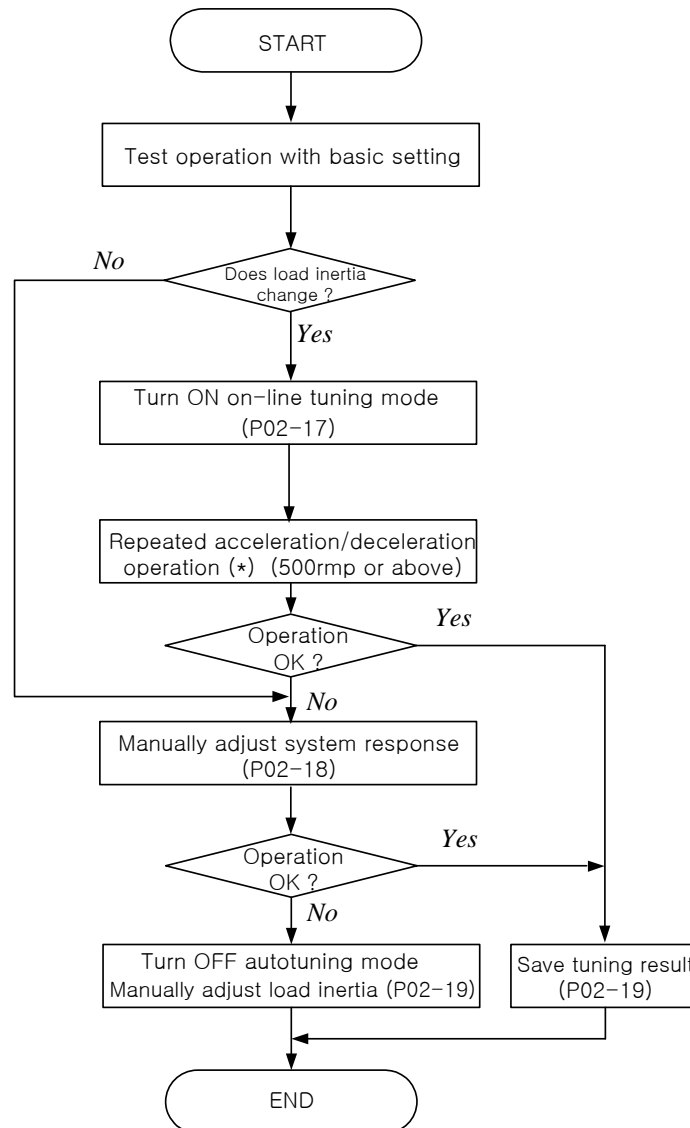 START
Test operation with basic setting
No
Does load inertia
change ?
Yes
Turn ON on-line tuning mode
(P02-17)
Repeated acceleration/deceleration
operation (*) (500rmp or above)
Operation
OK ?
Yes
No
Manually adjust system response
(P02-18)
Operation
OK ?
Yes
No
Turn OFF autotuning mode
Manually adjust load inertia (P02-19)
Save tuning result
(P02-19)
END